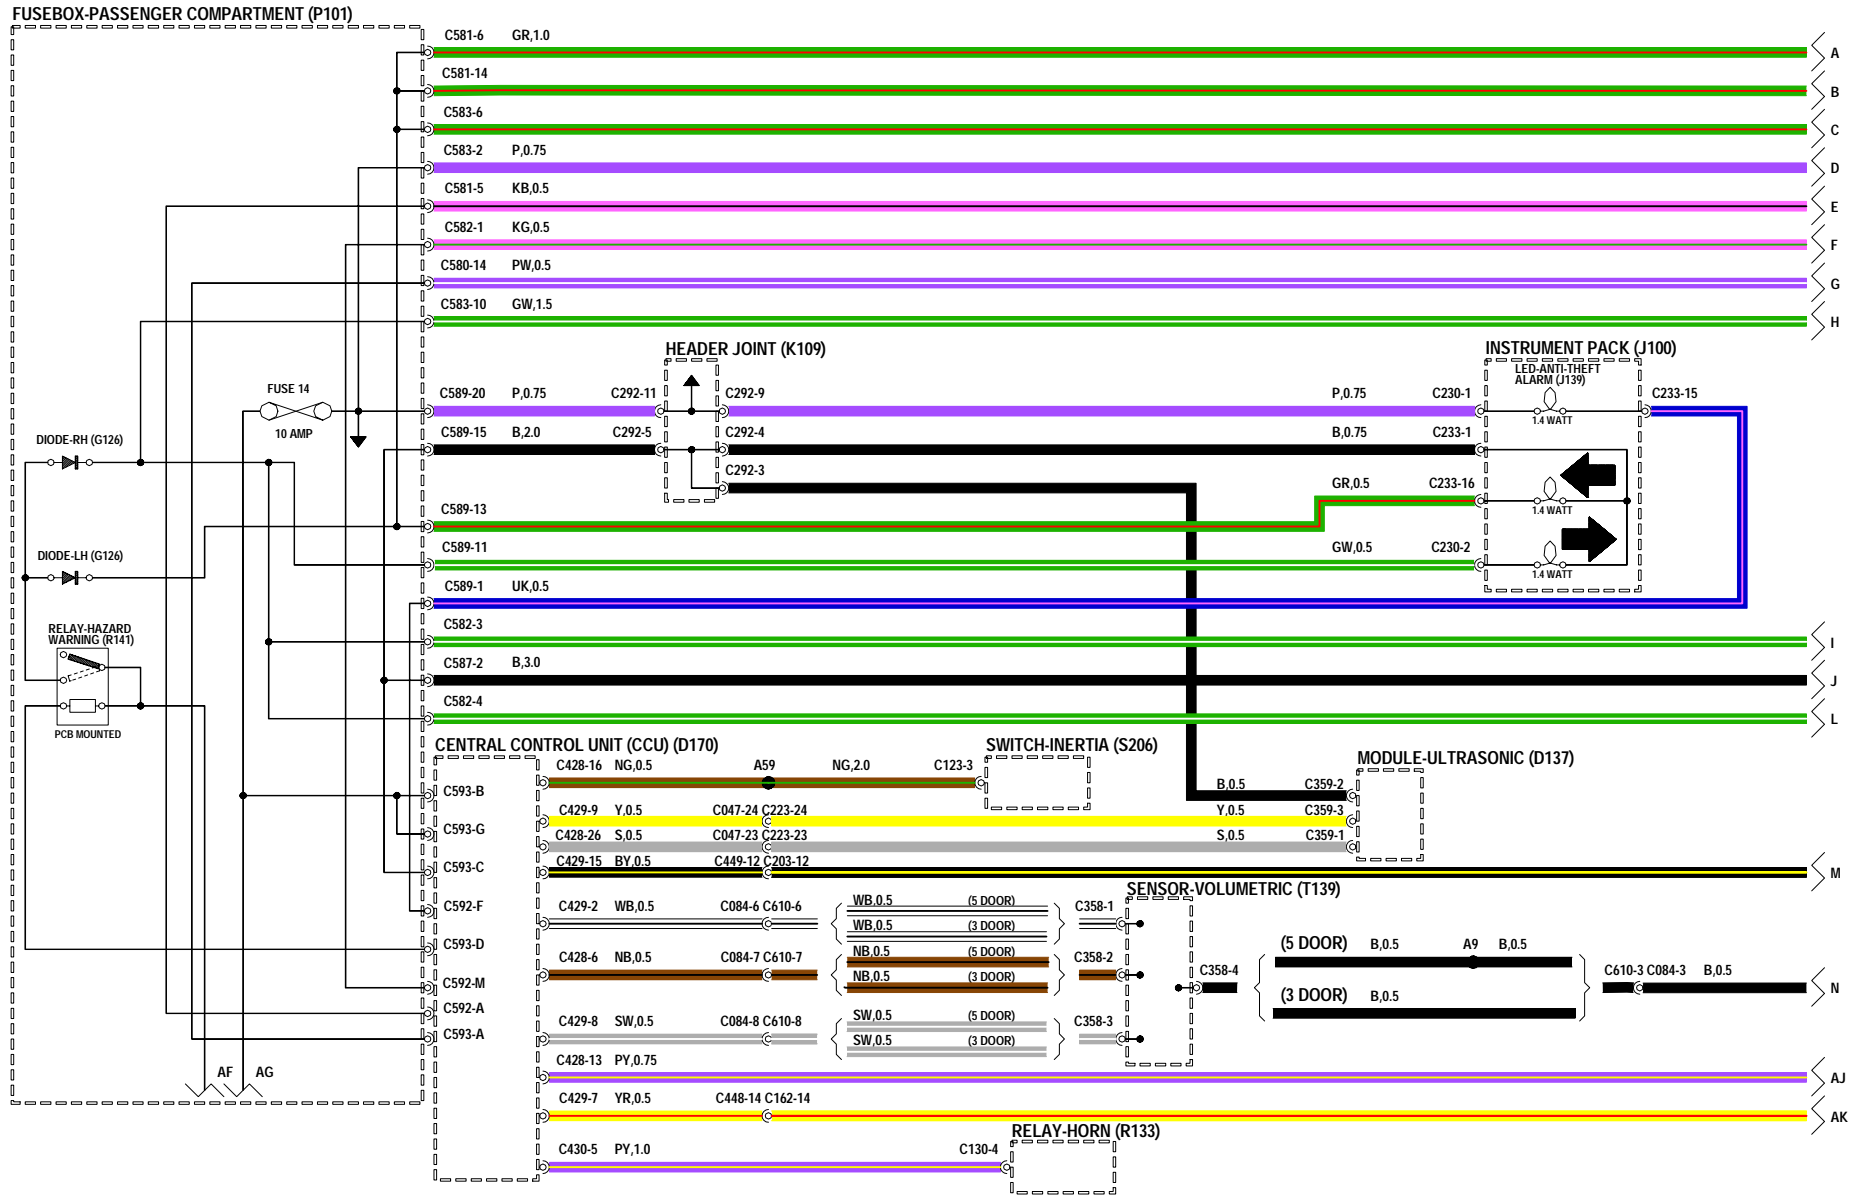 FUSEBOX-PASSENGER COMPARTMENT (P101)
C581-6 GR,1.0
A
C581-14
B
C583-6
C
C583-2 P,0.75
D
C581-5 KB,0.5
E
C582-1 KG,0.5
F
C580-14 PW,0.5
G
C583-10 GW,1.5
H
HEADER JOINT (K109)
INSTRUMENT PACK (J100)
LED-ANTI-THEFT
ALARM (J139)
FUSE 14
10 AMP
C589-20 P,0.75 C292-11 C292-9 P,0.75 C230-1 C233-15
1.4 WATT
DIODE-RH (G126)
C589-15 B,2.0 C292-5 C292-4 B,0.75 C233-1
C292-3
GR,0.5 C233-16
1.4 WATT
C589-13
DIODE-LH (G126)
C589-11 GW,0.5 C230-2
1.4 WATT
C589-1 UK,0.5
RELAY-HAZARD
WARNING (R141)
PCB MOUNTED
C582-3
I
C587-2 B,3.0
J
C582-4
L
CENTRAL CONTROL UNIT (CCU) (D170)
SWITCH-INERTIA (S206)
MODULE-ULTRASONIC (D137)
C428-16 NG,0.5 A59 NG,2.0 C123-3
C593-B
B,0.5 C359-2
C429-9 Y,0.5 C047-24 C223-24 Y,0.5 C359-3
C593-G
C428-26 S,0.5 C047-23 C223-23 S,0.5 C359-1
C593-C
C429-15 BY,0.5 C449-12 C203-12
M
SENSOR-VOLUMETRIC (T139)
C592-F
C429-2 WB,0.5 C084-6 C610-6 WB,0.5 (5 DOOR) C358-1
WB,0.5 (3 DOOR)
C593-D
C428-6 NB,0.5 C084-7 C610-7 NB,0.5 (5 DOOR) C358-2
NB,0.5 (3 DOOR)
C358-4
(5 DOOR) B,0.5 A9 B,0.5
(3 DOOR) B,0.5
C610-3 C084-3 B,0.5
N
C592-M
C592-A
C429-8 SW,0.5 C084-8 C610-8 SW,0.5 (5 DOOR) C358-3
SW,0.5 (3 DOOR)
C593-A
C428-13 PY,0.75
AJ
AF AG
C429-7 YR,0.5 C448-14 C162-14
AK
RELAY-HORN (R133)
C430-5 PY,1.0 C130-4